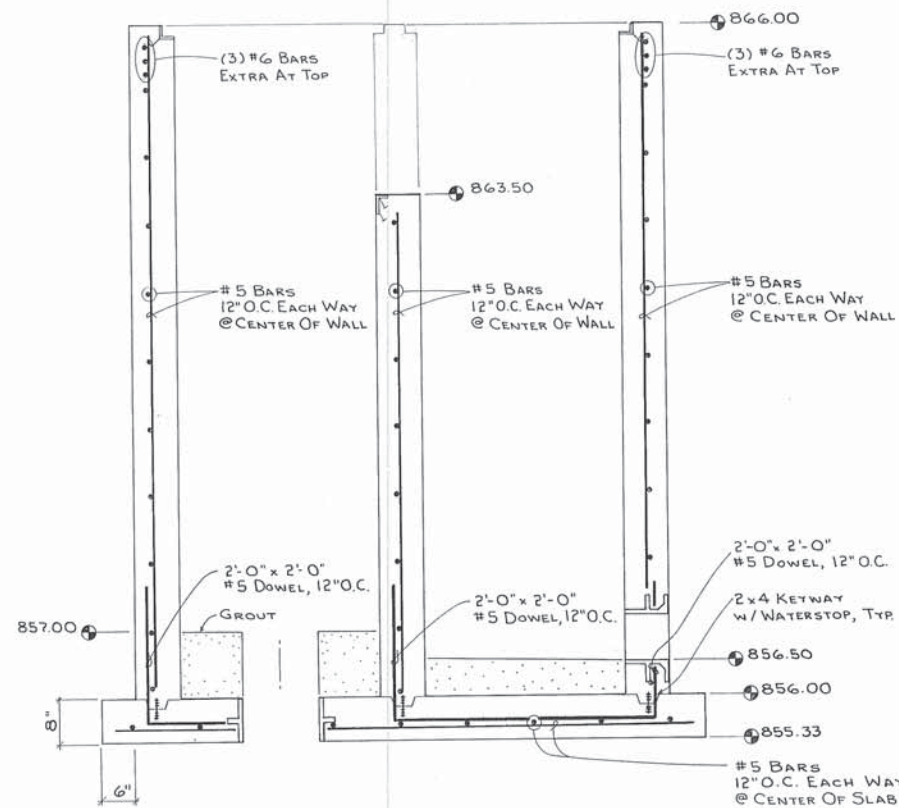 866.00
(3) #6 BARS
EXTRA AT TOP
(3) #6 BARS
EXTRA AT TOP
863.50
#5 BARS
12" O.C. EACH WAY
@ CENTER OF WALL
#5 BARS
12" O.C. EACH WAY
@ CENTER OF WALL
#5 BARS
12" O.C. EACH WAY
@ CENTER OF WALL
2'-0" x 2'-0"
#5 DOWEL, 12" O.C.
GROUT
857.00
2'-0" x 2'-0"
#5 DOWEL, 12" O.C.
2'-0" x 2'-0"
#5 DOWEL, 12" O.C.
2x4 KEYWAY
W/ WATERSTOP, TYP.
856.50
856.00
8"
855.33
6"
#5 BARS
12" O.C. EACH WAY
@ CENTER OF SLAB